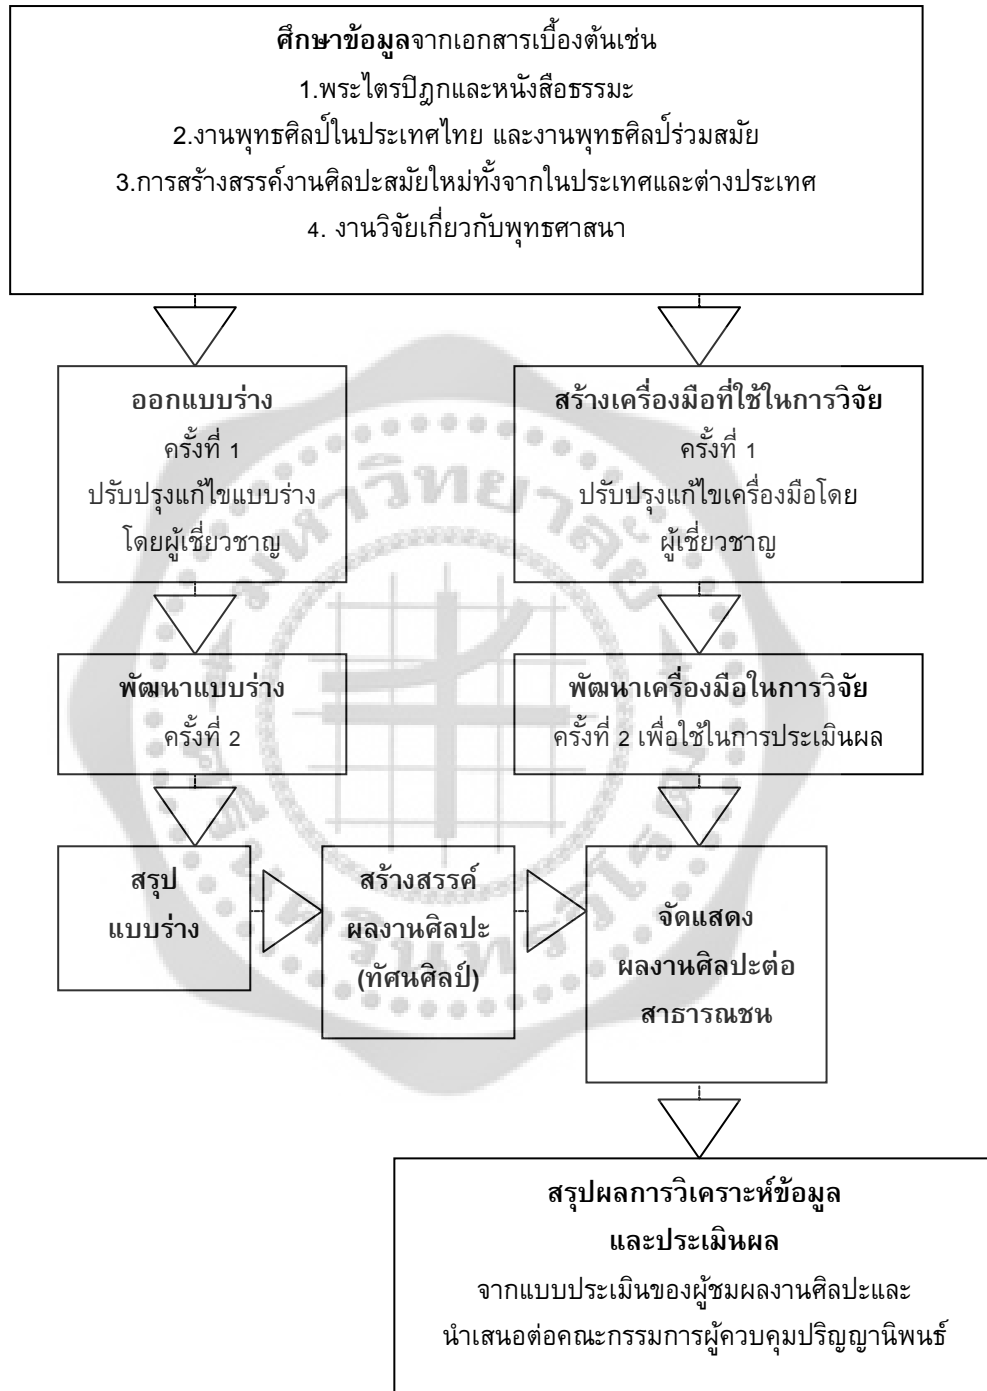 ศึกษาข้อมูลจากเอกสารเบื้องต้นเช่น
1.พระไตรปิฎกและหนังสือธรรมะ
2.งานพุทธศิลป์ในประเทศไทย และงานพุทธศิลป์ร่วมสมัย
3.การสร้างสรรค์งานศิลปะสมัยใหม่ทั้งจากในประเทศและต่างประเทศ
4. งานวิจัยเกี่ยวกับพุทธศาสนา
ออกแบบร่าง
ครั้งที่ 1
ปรับปรุงแก้ไขแบบร่าง
โดยผู้เชี่ยวชาญ
สร้างเครื่องมือที่ใช้ในการวิจัย
ครั้งที่ 1
ปรับปรุงแก้ไขเครื่องมือโดย
ผู้เชี่ยวชาญ
พัฒนาแบบร่าง
ครั้งที่ 2
พัฒนาเครื่องมือในการวิจัย
ครั้งที่ 2 เพื่อใช้ในการประเมินผล
สรุป
แบบร่าง
สร้างสรรค์
ผลงานศิลปะ
(ทัศนศิลป์)
จัดแสดง
ผลงานศิลปะต่อ
สาธารณชน
สรุปผลการวิเคราะห์ข้อมูล
และประเมินผล
จากแบบประเมินของผู้ชมผลงานศิลปะและ
นำเสนอต่อคณะกรรมการผู้ควบคุมปริญญานิพนธ์
มหาวิทยาลัย
ศรีนครินทรวิโรฒ